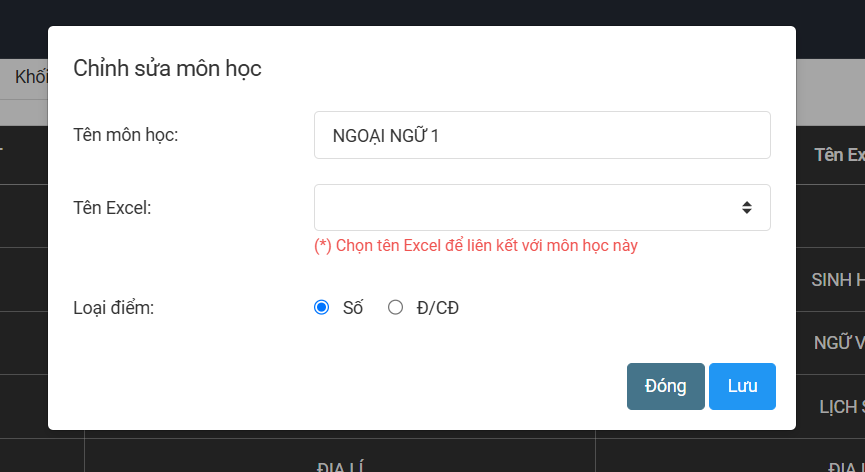 Chỉnh sửa môn học
Khối
Tên môn học:
NGOẠI NGỮ 1
Tên Ex
Tên Excel:
(*) Chọn tên Excel để liên kết với môn học này
SINH H
Loại điểm:
Số
Đ/CĐ
NGỮ V
Đóng
Lưu
LỊCH S
ĐỊA LÍ
ĐỊA L